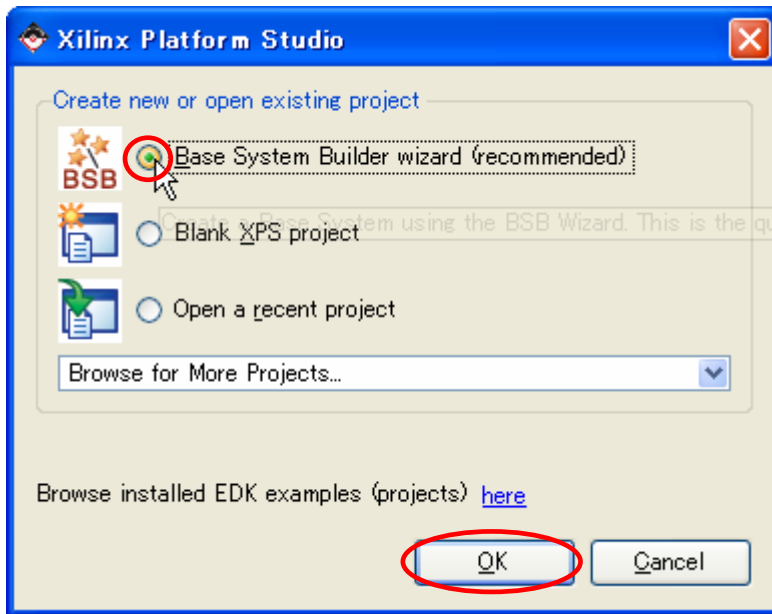 Xilinx Platform Studio
Create new or open existing project
BSB
Base System Builder wizard (recommended)
Create a Base System using the BSB Wizard. This is the qu
Blank XPS project
Open a recent project
Browse for More Projects...
Browse installed EDK examples (projects) here
OK
Cancel